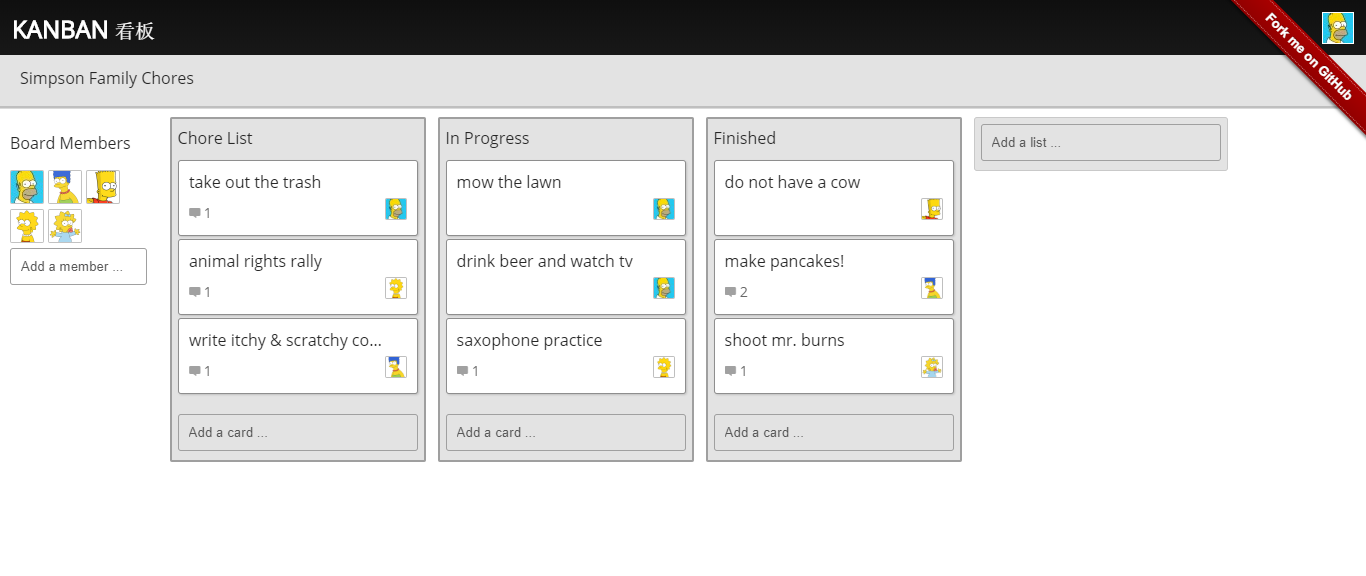 KANBAN 看板
Fork me on GitHub
Simpson Family Chores
Board Members
Add a member ...
Chore List
take out the trash
1
animal rights rally
1
write itchy & scratchy co...
1
Add a card ...
In Progress
mow the lawn
drink beer and watch tv
saxophone practice
1
Add a card ...
Finished
do not have a cow
make pancakes!
2
shoot mr. burns
1
Add a card ...
Add a list ...